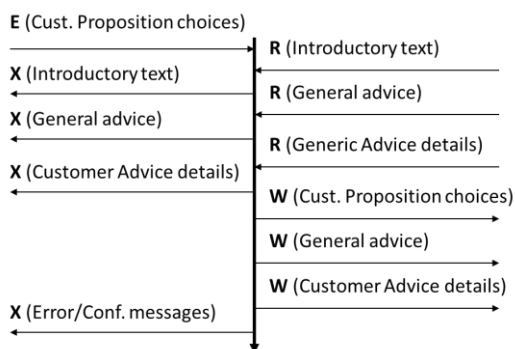 E (Cust. Proposition choices)
R (Introductory text)
X (Introductory text)
R (General advice)
X (General advice)
R (Generic Advice details)
X (Customer Advice details)
W (Cust. Proposition choices)
W (General advice)
W (Customer Advice details)
X (Error/Conf. messages)